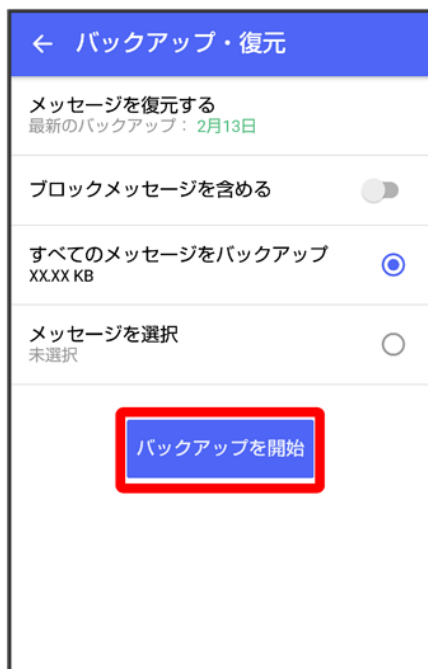 ← バックアップ・復元
メッセージを復元する
最新のバックアップ： 2月13日
ブロックメッセージを含める
すべてのメッセージをバックアップ
XX.XX KB
メッセージを選択
未選択
バックアップを開始